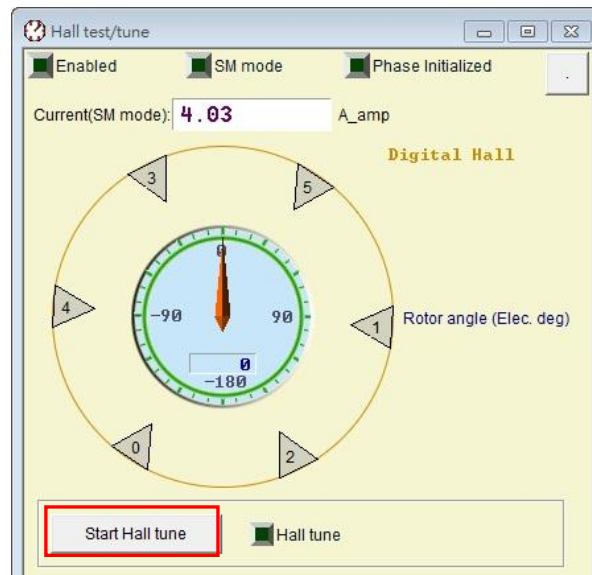 Hall test/tune
Enabled SM mode Phase Initialized .
Current(SM mode): 4.03 A_amp
Digital Hall
3 5
0
4 -90 90 1 Rotor angle (Elec. deg)
0
-180
0 2
Start Hall tune Hall tune